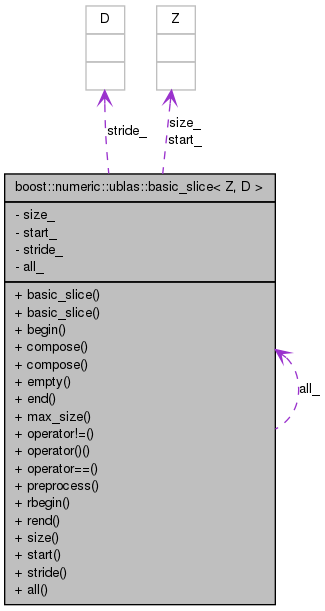 D
Z
stride_
size_
start_
boost::numeric::ublas::basic_slice< Z, D >
- size_
- start_
- stride_
- all_
+ basic_slice()
+ basic_slice()
+ begin()
+ compose()
+ compose()
+ empty()
+ end()
+ max_size()
+ operator!=()
+ operator()()
+ operator==()
+ preprocess()
+ rbegin()
+ rend()
+ size()
+ start()
+ stride()
+ all()
all_